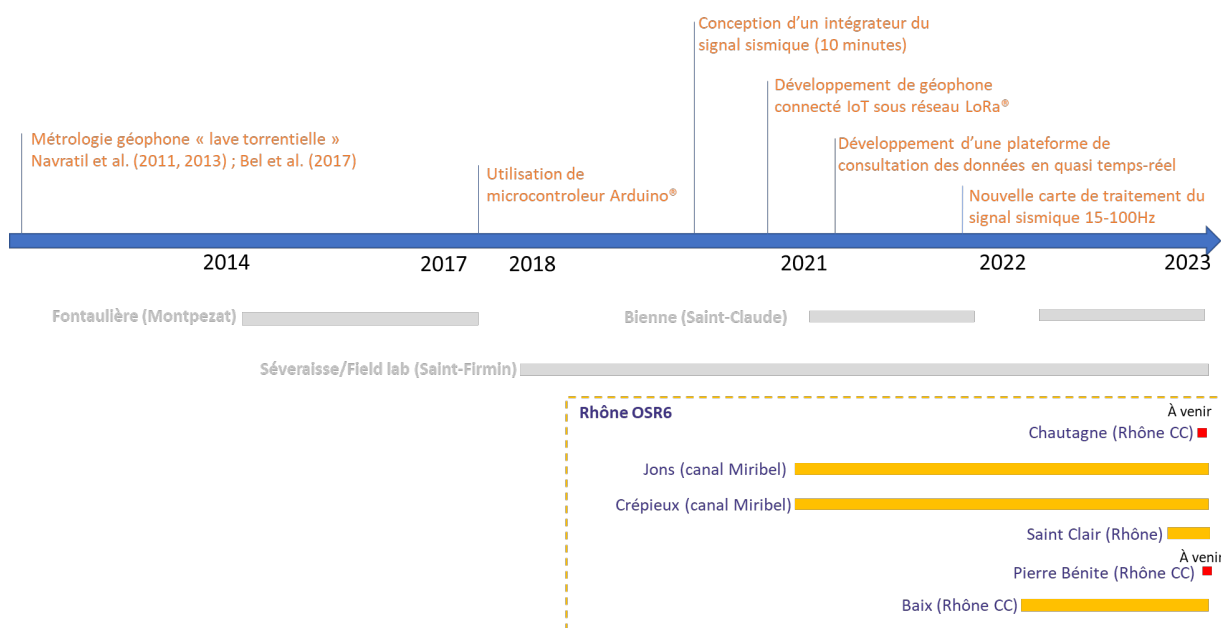 Conception d’un intégrateur du
signal sismique (10 minutes)
Développement de géophone
connecté IoT sous réseau LoRa®
Métrologie géophone « lave torrentielle »
Navratil et al. (2011, 2013) ; Bel et al. (2017)
Développement d’une plateforme de
consultation des données en quasi temps-réel
Utilisation de
microcontroleur Arduino®
Nouvelle carte de traitement du
signal sismique 15-100Hz
2014
2017
2018
2021
2022
2023
Fontaulière (Montpezat)
Bienne (Saint-Claude)
Séveraisse/Field lab (Saint-Firmin)
Rhône OSR6
À venir
Chautagne (Rhône CC)
Jons (canal Miribel)
Crépieux (canal Miribel)
Saint Clair (Rhône)
À venir
Pierre Bénite (Rhône CC)
Baix (Rhône CC)